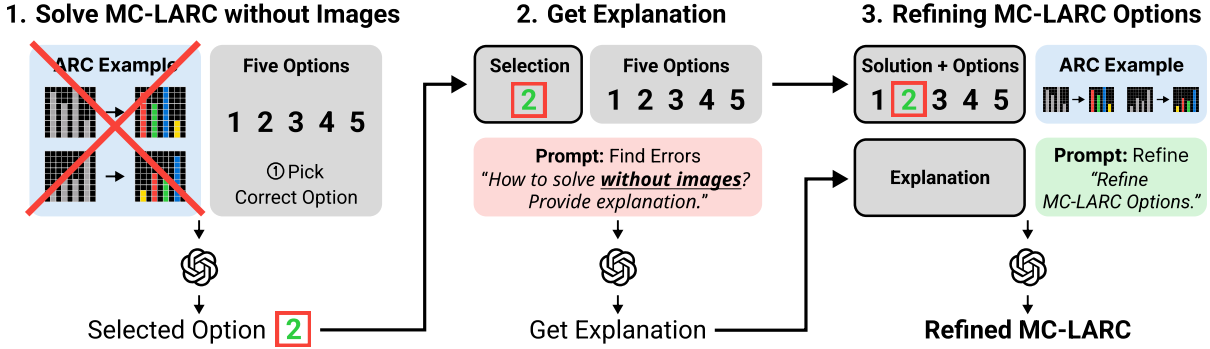 1. Solve MC-LARC without Images
ARC Example
Five Options
1 2 3 4 5
① Pick
Correct Option
Selected Option 2
2. Get Explanation
Selection
2
Five Options
1 2 3 4 5
Prompt: Find Errors
“How to solve without images?
Provide explanation.”
Get Explanation
3. Refining MC-LARC Options
Solution + Options
1 2 3 4 5
ARC Example
Explanation
Prompt: Refine
“Refine
MC-LARC Options.”
Refined MC-LARC